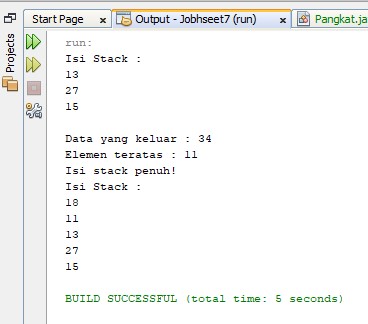 Start Page
Output - Jobhseet7 (run)
Pangkat.ja
Projects
run:
Isi Stack :
13
27
15
Data yang keluar : 34
Elemen teratas : 11
Isi stack penuh!
Isi Stack :
18
11
13
27
15
BUILD SUCCESSFUL (total time: 5 seconds)